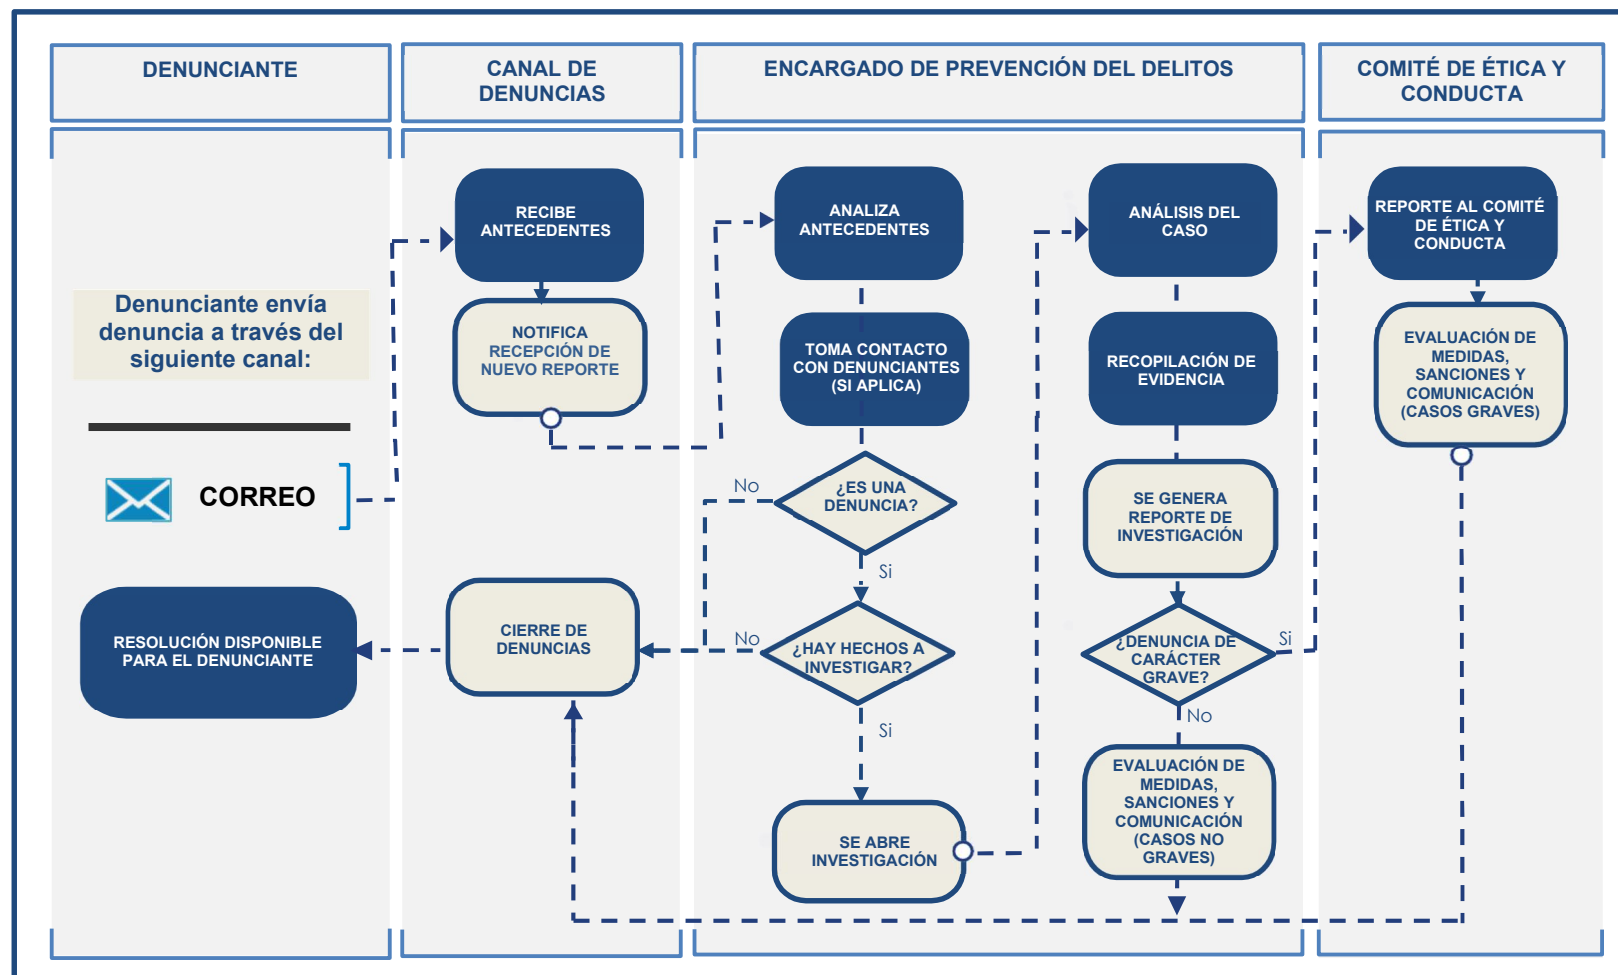 DENUNCIANTE
CANAL DE
DENUNCIAS
ENCARGADO DE PREVENCIÓN DEL DELITOS
COMITÉ DE ÉTICA Y
CONDUCTA
Denunciante envía
denuncia a través del
siguiente canal:
CORREO
RESOLUCIÓN DISPONIBLE
PARA EL DENUNCIANTE
RECIBE
ANTECEDENTES
NOTIFICA
RECEPCIÓN DE
NUEVO REPORTE
CIERRE DE
DENUNCIAS
ANALIZA
ANTECEDENTES
TOMA CONTACTO
CON DENUNCIANTES
(SI APLICA)
No
¿ES UNA
DENUNCIA?
Si
No
¿HAY HECHOS A
INVESTIGAR?
Si
SE ABRE
INVESTIGACIÓN
ANÁLISIS DEL
CASO
RECOPILACIÓN DE
EVIDENCIA
SE GENERA
REPORTE DE
INVESTIGACIÓN
¿DENUNCIA DE
CARÁCTER
GRAVE?
Si
No
EVALUACIÓN DE
MEDIDAS,
SANCIONES Y
COMUNICACIÓN
(CASOS NO
GRAVES)
REPORTE AL COMITÉ
DE ÉTICA Y
CONDUCTA
EVALUACIÓN DE
MEDIDAS,
SANCIONES Y
COMUNICACIÓN
(CASOS GRAVES)